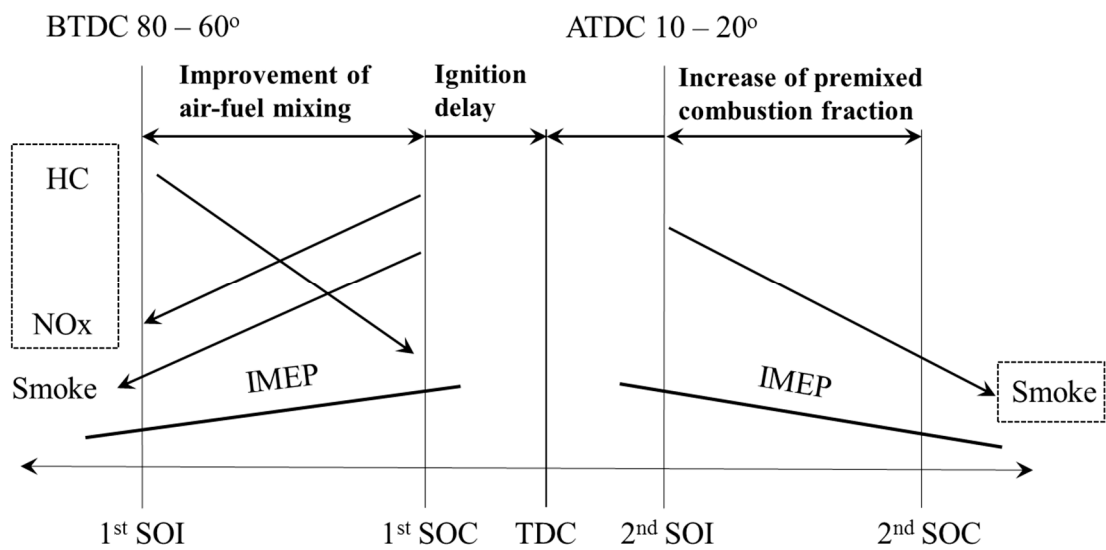 BTDC 80 – 60°
ATDC 10 – 20°
Improvement of
air-fuel mixing
Ignition
delay
Increase of premixed
combustion fraction
HC
NOx
Smoke
IMEP
IMEP
Smoke
1st SOI
1st SOC
TDC
2nd SOI
2nd SOC